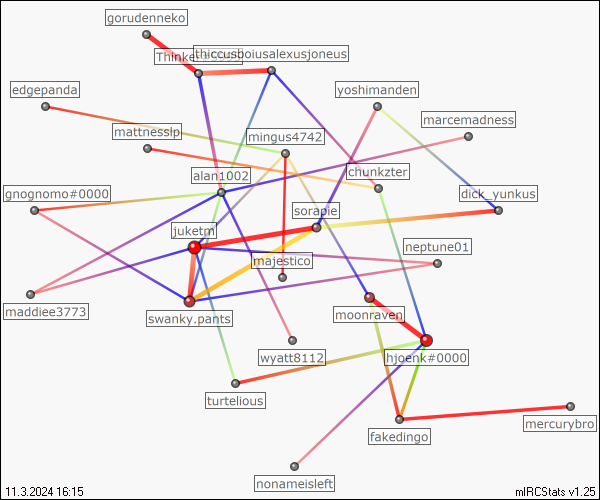 gorudenneko
thiccusboiusalexusjoneus
edgepanda
yoshimanden
marcemadness
mattnesslp
mingus4742
chunkzter
alan1002
gnognomo#0000
dick_yunkus
sorapie
juketm
neptune01
majestico
maddiee3773
swanky.pants
moonraven
wyatt8112
hjoenk#0000
turtelious
mercurybro
fakedingo
nonameisleft
11.3.2024 16:15
mIRCStats v1.25